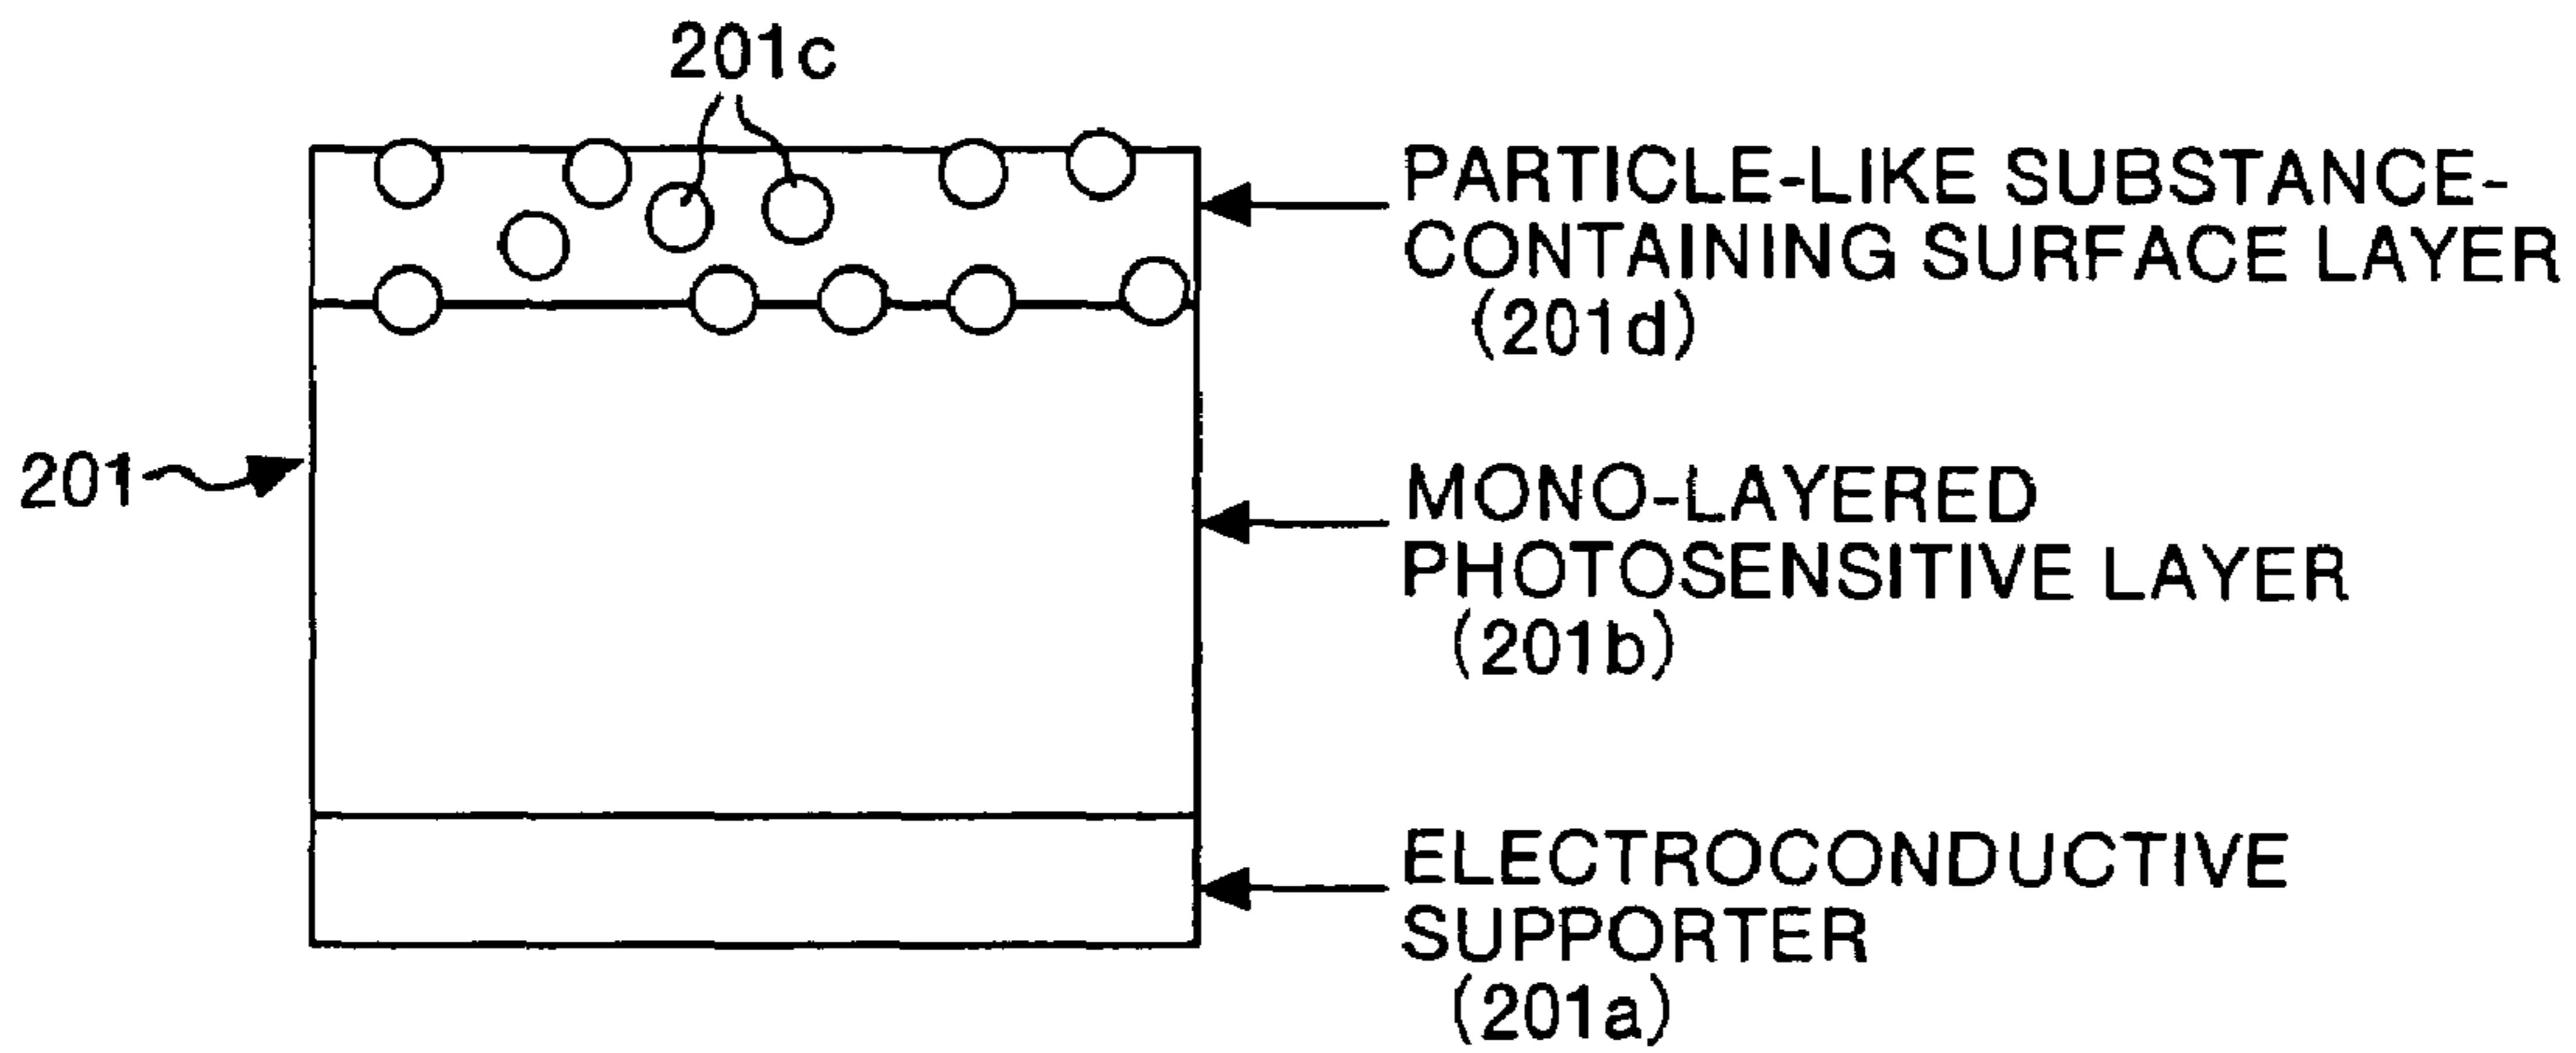 201c
PARTICLE-LIKE SUBSTANCE-
CONTAINING SURFACE LAYER
(201d)
201
MONO-LAYERED
PHOTOSENSITIVE LAYER
(201b)
ELECTROCONDUCTIVE
SUPPORTER
(201a)